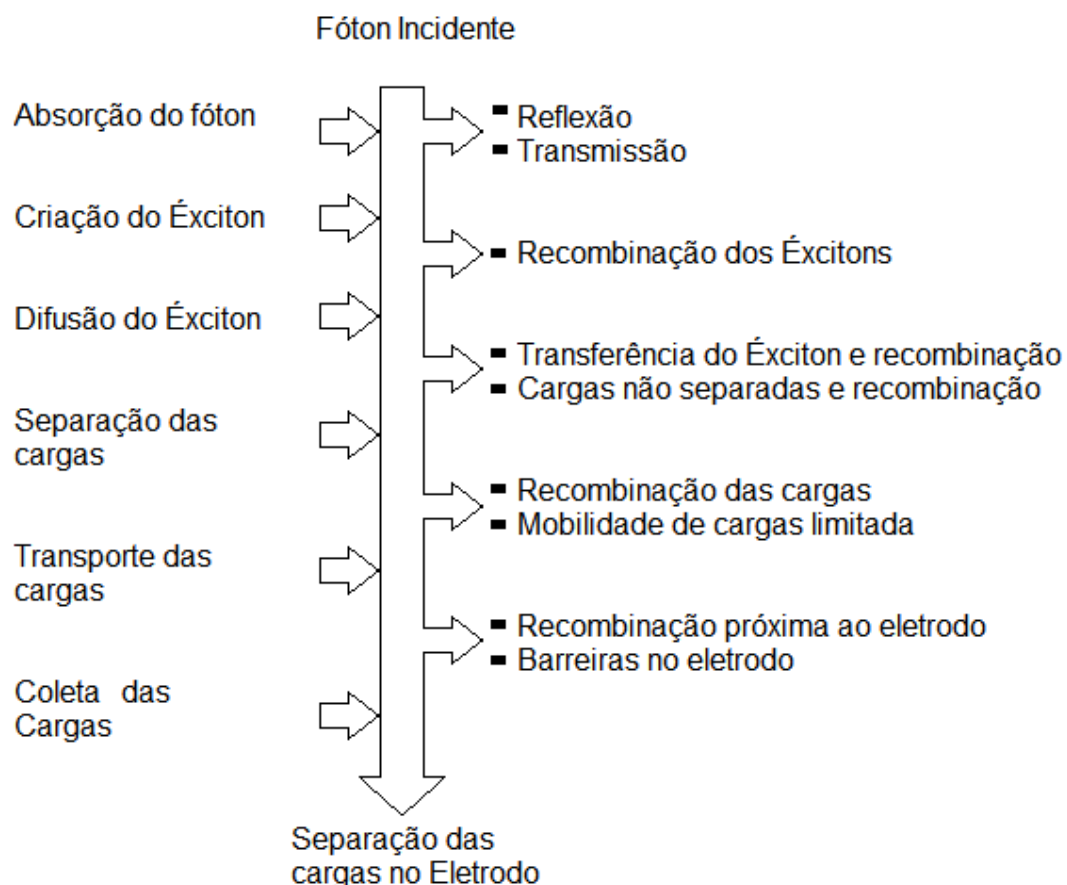 Fóton Incidente
Absorção do fóton
▪ Reflexão
▪ Transmissão
Criação do Éxciton
▪ Recombinação dos Éxcitons
Difusão do Éxciton
▪ Transferência do Éxciton e recombinação
▪ Cargas não separadas e recombinação
Separação das
cargas
▪ Recombinação das cargas
▪ Mobilidade de cargas limitada
Transporte das
cargas
▪ Recombinação próxima ao eletrodo
▪ Barreiras no eletrodo
Coleta das
Cargas
Separação das
cargas no Eletrodo